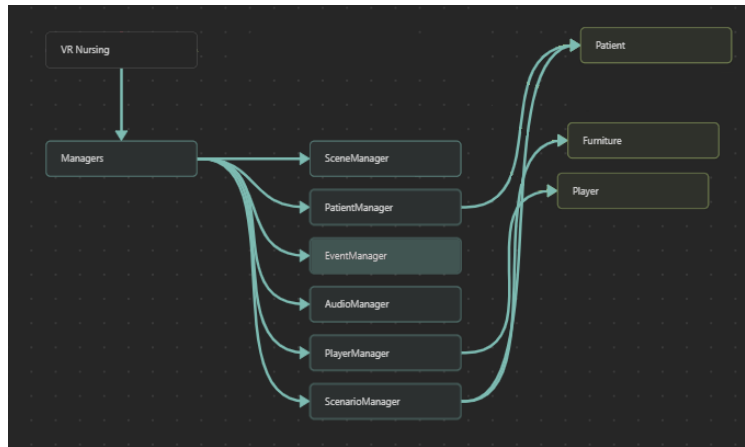 VR Nursing
Patient
Managers
SceneManager
Furniture
PatientManager
Player
EventManager
AudioManager
PlayerManager
ScenarioManager